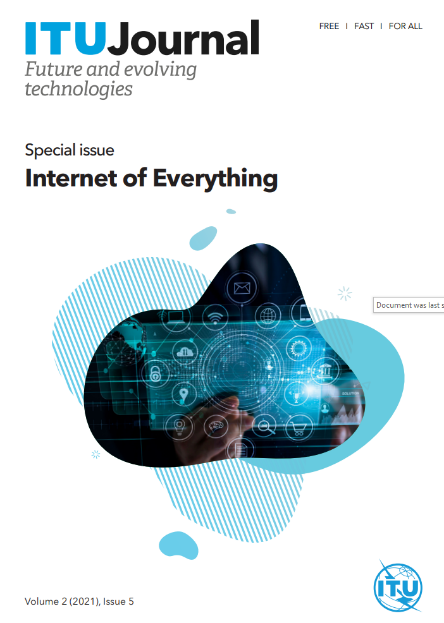 ITUJournal
FREE I FAST I FOR ALL
Future and evolving
technologies
Special issue
Internet of Everything
Document was last s
Volume 2 (2021), Issue 5
ITU